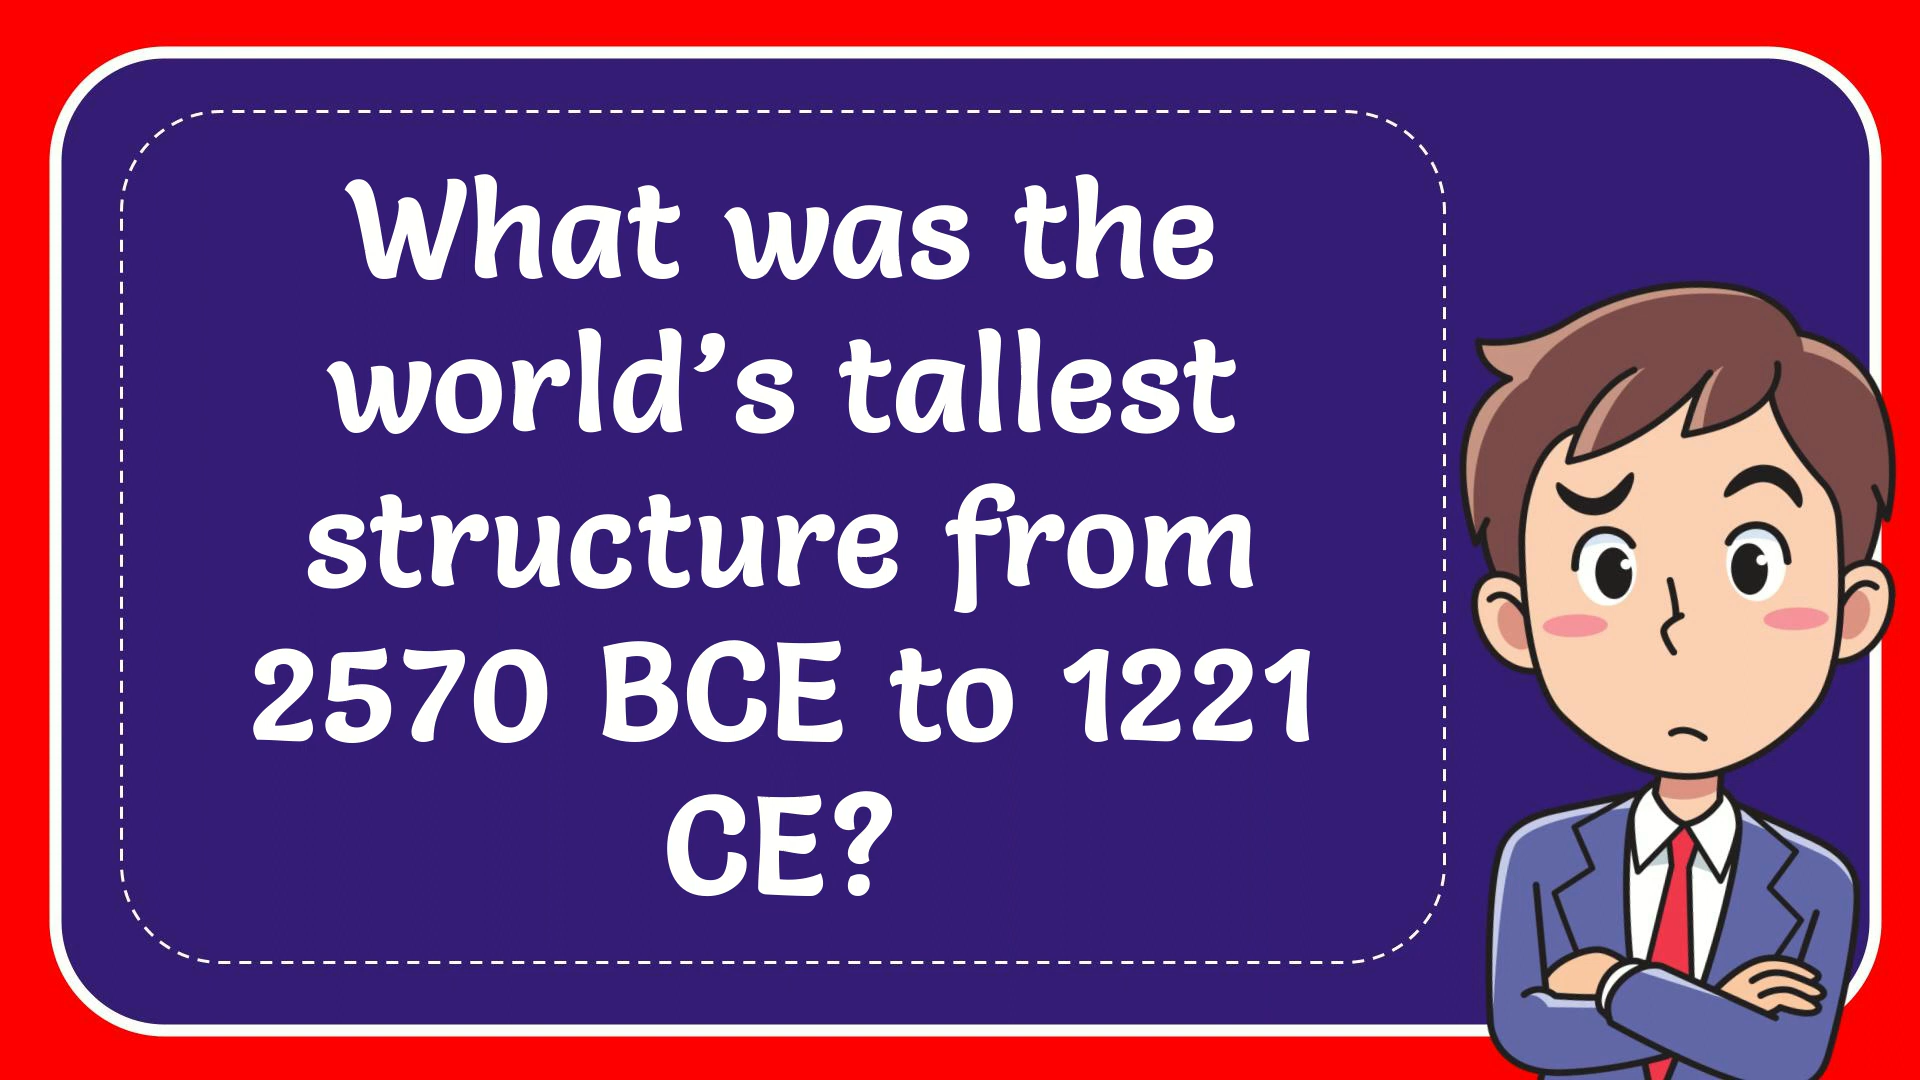 What was the
world’s tallest
structure from
2570 BCE to 1221
CE?